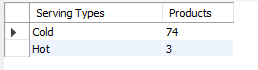 Serving Types Products
Cold 74
Hot 3